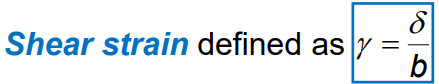 Shear strain defined as γ = δ/b